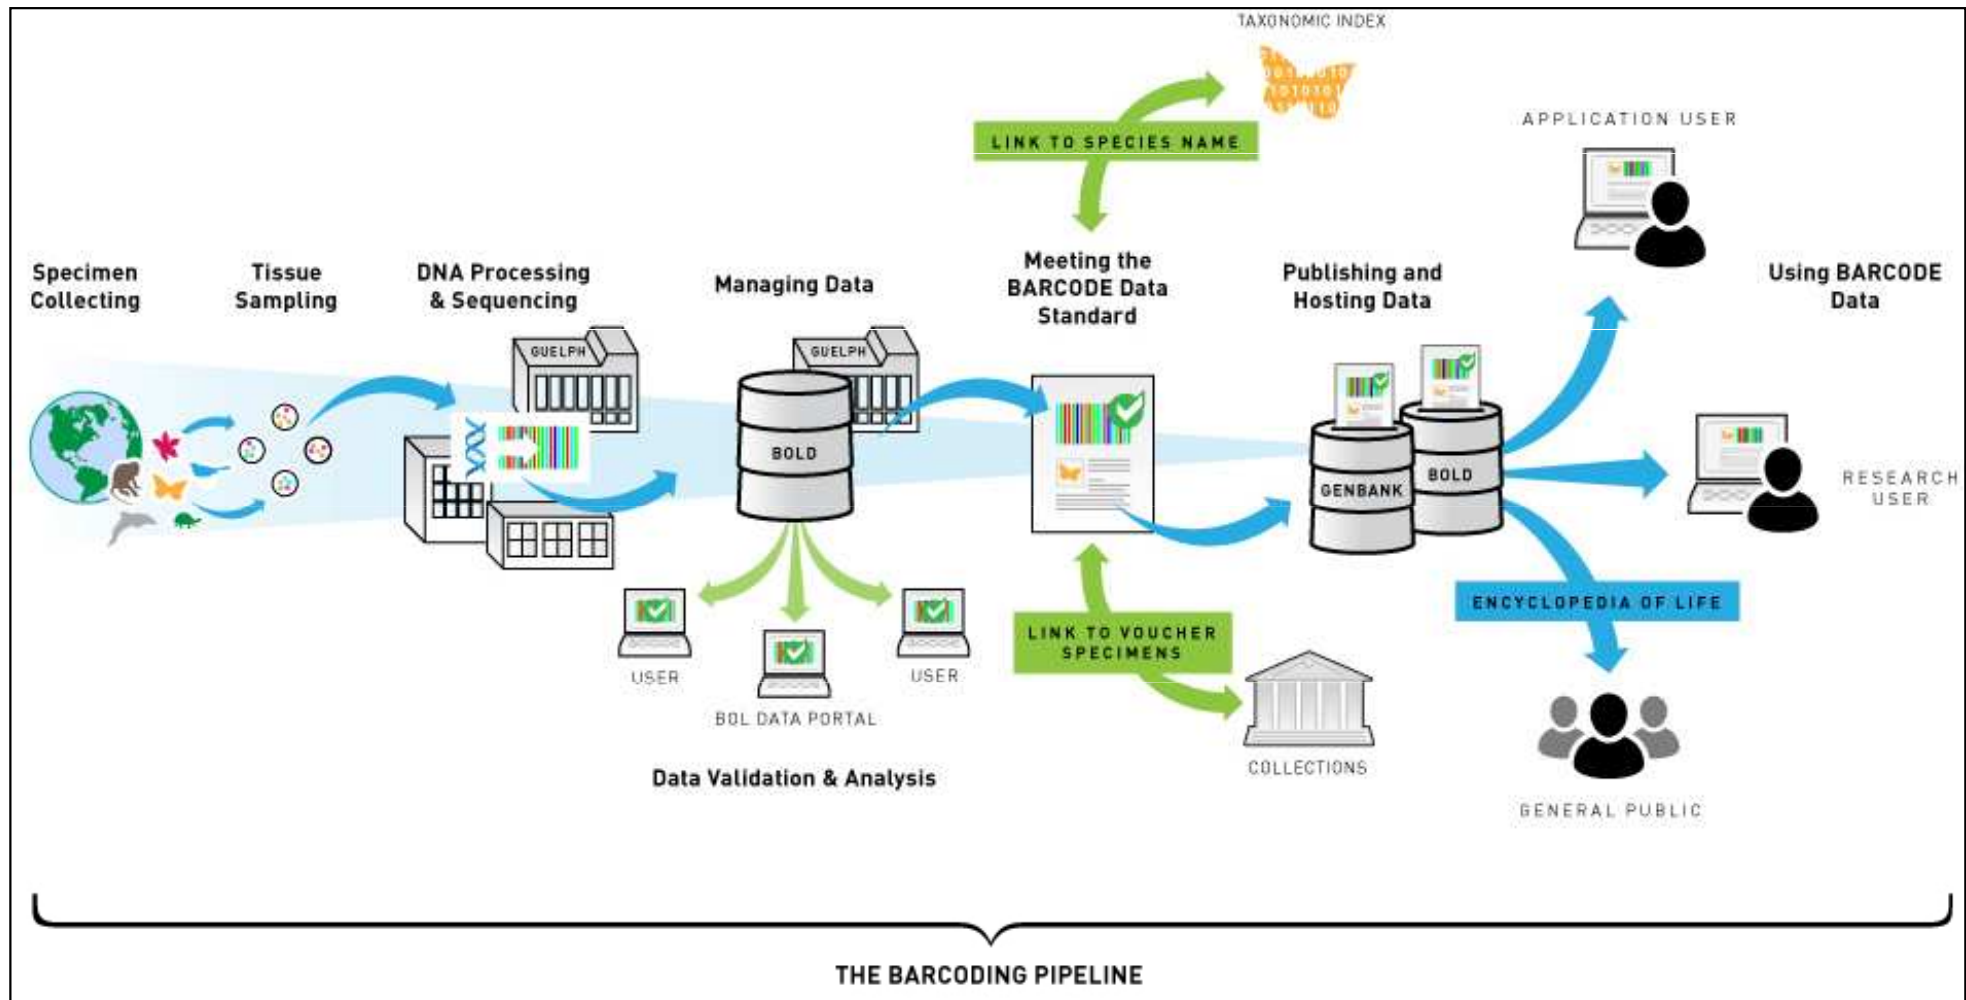 TAXONOMIC INDEX
LINK TO SPECIES NAME
APPLICATION USER
Specimen
Collecting
Tissue
Sampling
DNA Processing
& Sequencing
Managing Data
Meeting the
BARCODE Data
Standard
Publishing and
Hosting Data
Using BARCODE
Data
GUELPH
GUELPH
BOLD
GENBANK
BOLD
RESEARCH
USER
USER
BOL DATA PORTAL
USER
Data Validation & Analysis
LINK TO VOUCHER
SPECIMENS
COLLECTIONS
ENCYCLOPEDIA OF LIFE
GENERAL PUBLIC
THE BARCODING PIPELINE